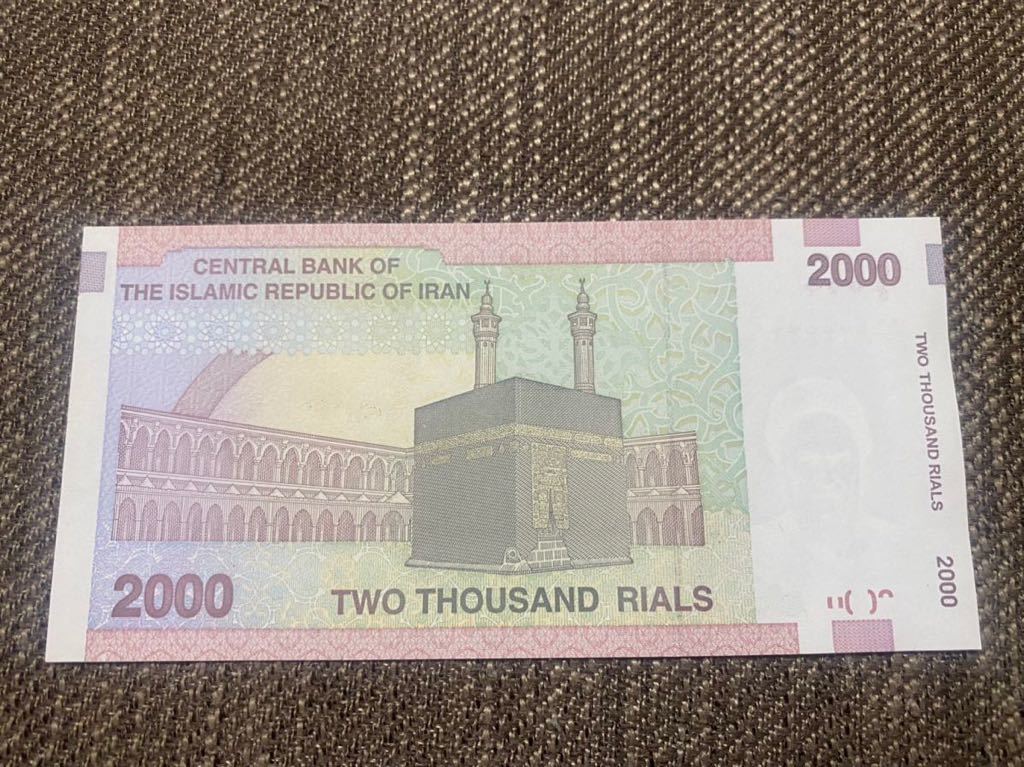 CENTRAL BANK OF
THE ISLAMIC REPUBLIC OF IRAN
2000
TWO THOUSAND RIALS
2000
2000
TWO THOUSAND RIALS